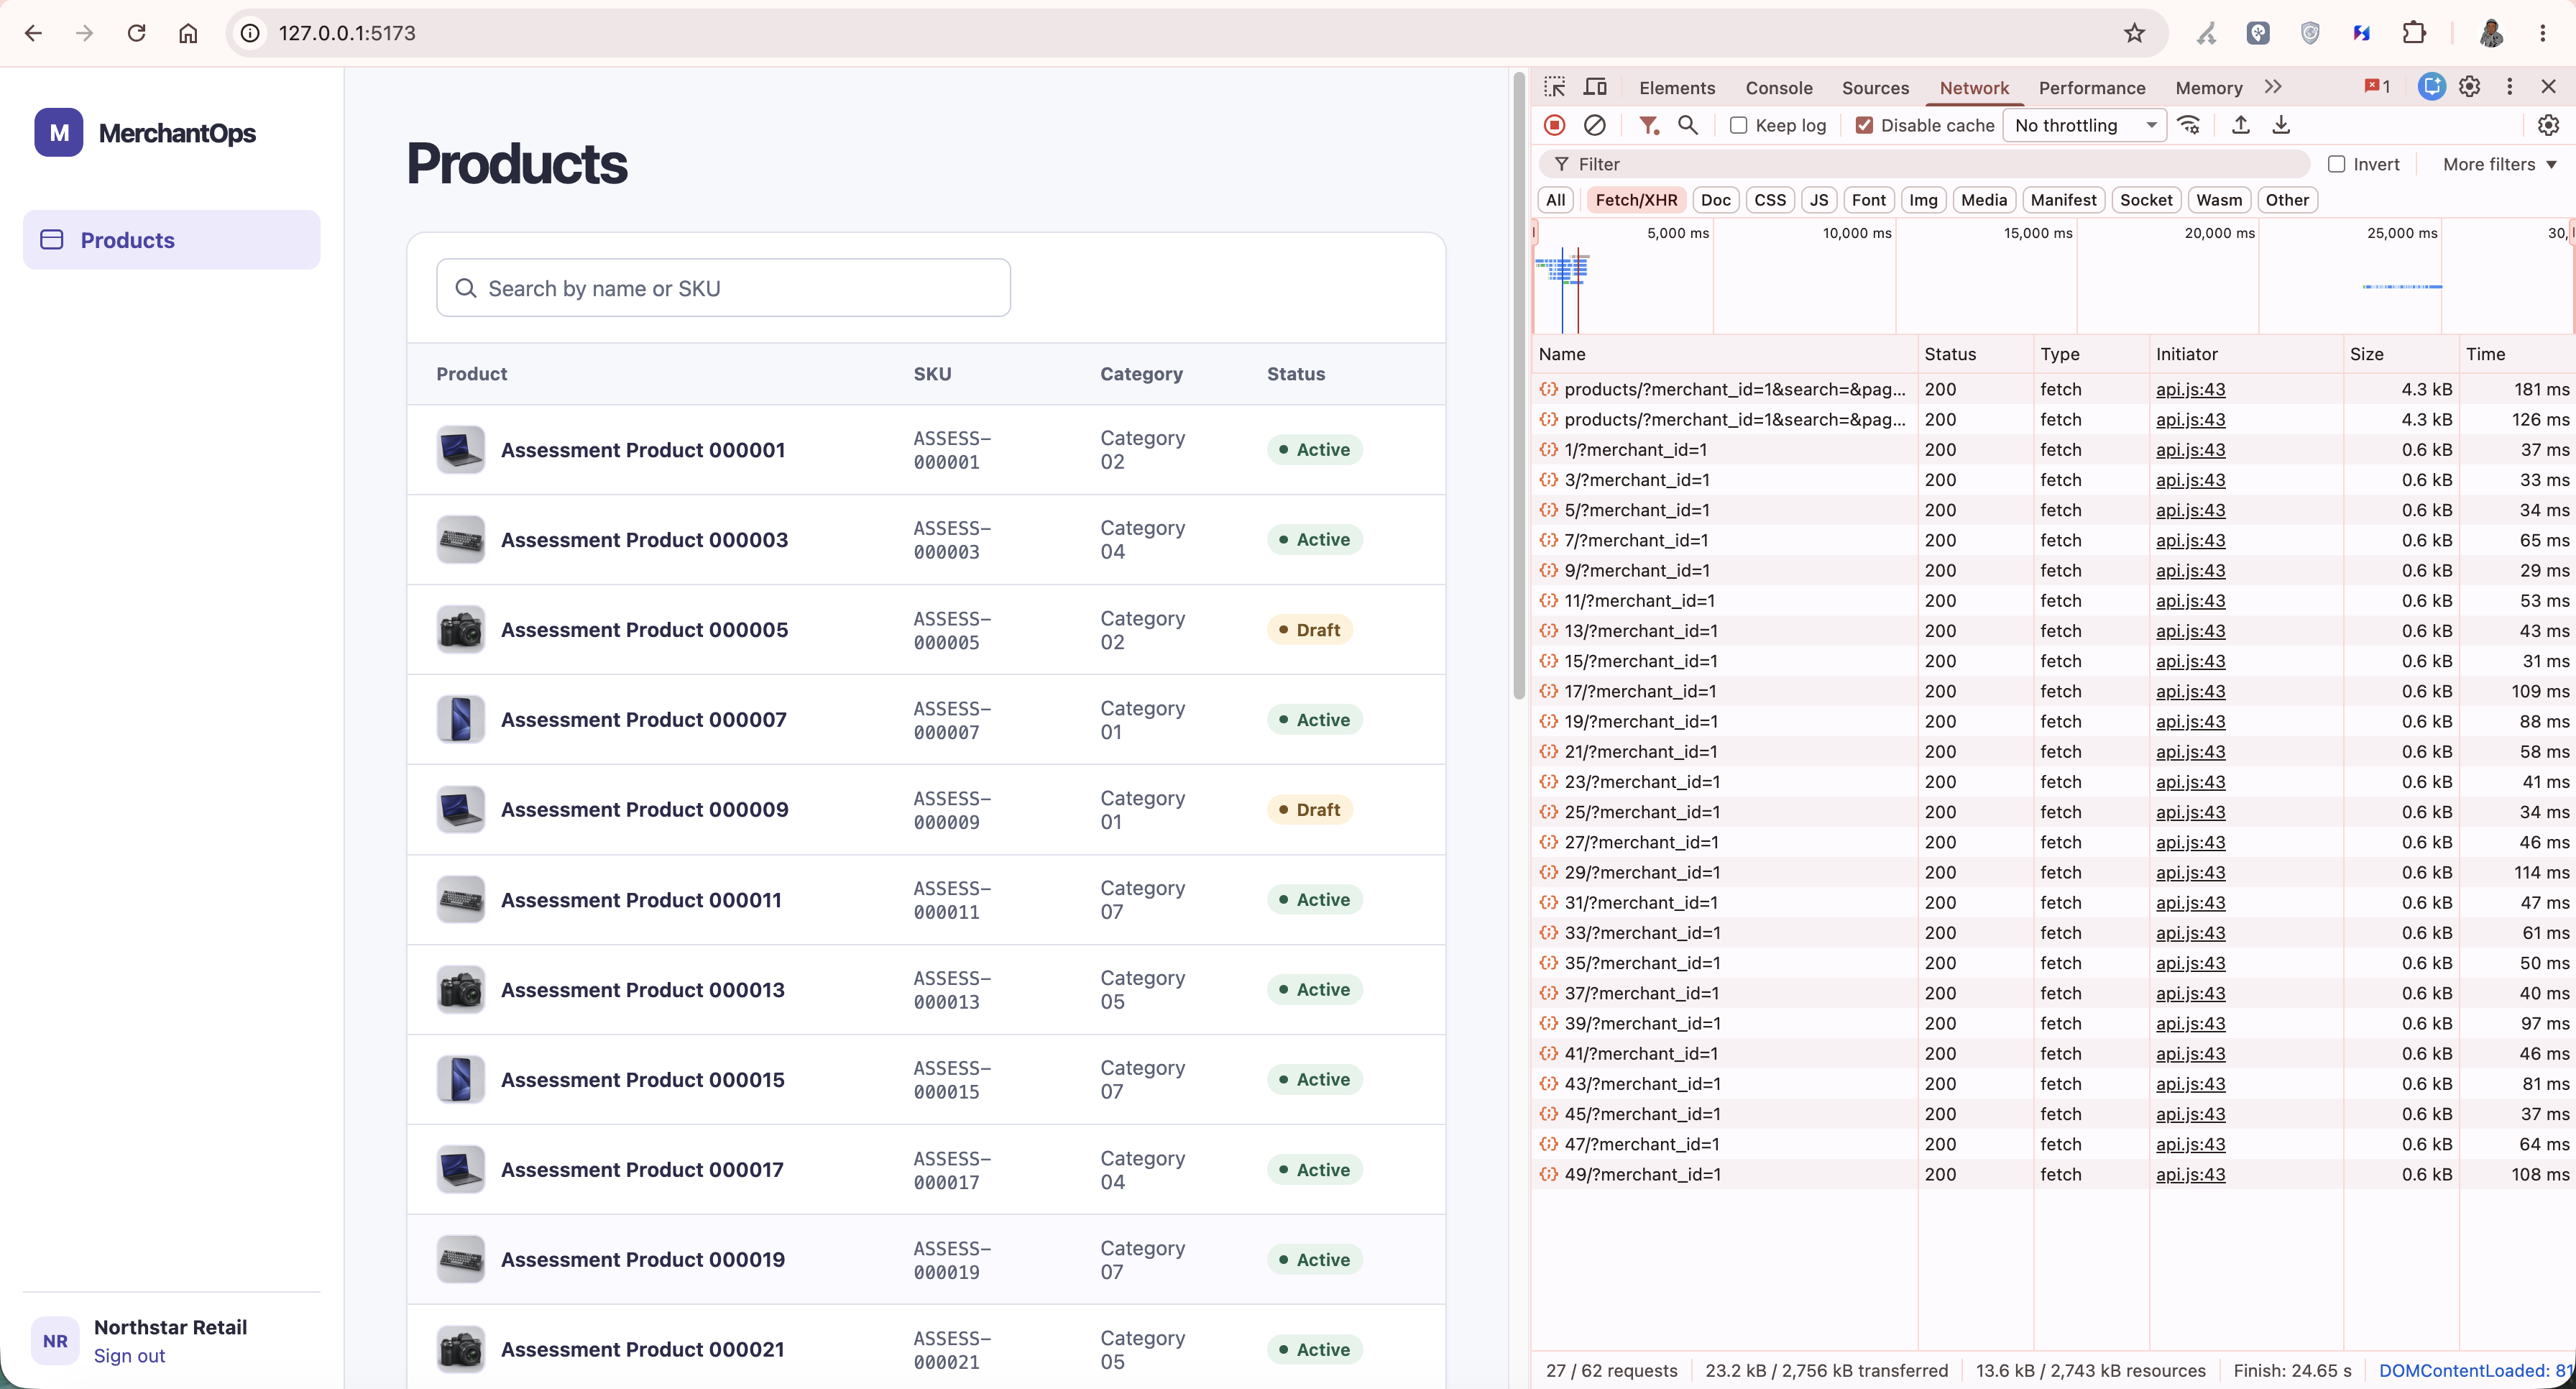 127.0.0.1:5173
M MerchantOps
Products
NR Northstar Retail
Sign out
Products
Search by name or SKU
Product SKU Category Status
Assessment Product 000001 ASSESS-000001 Category 02 Active
Assessment Product 000003 ASSESS-000003 Category 04 Active
Assessment Product 000005 ASSESS-000005 Category 02 Draft
Assessment Product 000007 ASSESS-000007 Category 01 Active
Assessment Product 000009 ASSESS-000009 Category 01 Draft
Assessment Product 000011 ASSESS-000011 Category 07 Active
Assessment Product 000013 ASSESS-000013 Category 05 Active
Assessment Product 000015 ASSESS-000015 Category 07 Active
Assessment Product 000017 ASSESS-000017 Category 04 Active
Assessment Product 000019 ASSESS-000019 Category 07 Active
Assessment Product 000021 ASSESS-000021 Category 05 Active
Elements Console Sources Network Performance Memory 1
Keep log Disable cache No throttling
Filter Invert More filters
All Fetch/XHR Doc CSS JS Font Img Media Manifest Socket Wasm Other
5,000 ms 10,000 ms 15,000 ms 20,000 ms 25,000 ms 30,
Name Status Type Initiator Size Time
products/?merchant_id=1&search=&pag... 200 fetch api.js:43 4.3 kB 181 ms
products/?merchant_id=1&search=&pag... 200 fetch api.js:43 4.3 kB 126 ms
1/?merchant_id=1 200 fetch api.js:43 0.6 kB 37 ms
3/?merchant_id=1 200 fetch api.js:43 0.6 kB 33 ms
5/?merchant_id=1 200 fetch api.js:43 0.6 kB 34 ms
7/?merchant_id=1 200 fetch api.js:43 0.6 kB 65 ms
9/?merchant_id=1 200 fetch api.js:43 0.6 kB 29 ms
11/?merchant_id=1 200 fetch api.js:43 0.6 kB 53 ms
13/?merchant_id=1 200 fetch api.js:43 0.6 kB 43 ms
15/?merchant_id=1 200 fetch api.js:43 0.6 kB 31 ms
17/?merchant_id=1 200 fetch api.js:43 0.6 kB 109 ms
19/?merchant_id=1 200 fetch api.js:43 0.6 kB 88 ms
21/?merchant_id=1 200 fetch api.js:43 0.6 kB 58 ms
23/?merchant_id=1 200 fetch api.js:43 0.6 kB 41 ms
25/?merchant_id=1 200 fetch api.js:43 0.6 kB 34 ms
27/?merchant_id=1 200 fetch api.js:43 0.6 kB 46 ms
29/?merchant_id=1 200 fetch api.js:43 0.6 kB 114 ms
31/?merchant_id=1 200 fetch api.js:43 0.6 kB 47 ms
33/?merchant_id=1 200 fetch api.js:43 0.6 kB 61 ms
35/?merchant_id=1 200 fetch api.js:43 0.6 kB 50 ms
37/?merchant_id=1 200 fetch api.js:43 0.6 kB 40 ms
39/?merchant_id=1 200 fetch api.js:43 0.6 kB 97 ms
41/?merchant_id=1 200 fetch api.js:43 0.6 kB 46 ms
43/?merchant_id=1 200 fetch api.js:43 0.6 kB 81 ms
45/?merchant_id=1 200 fetch api.js:43 0.6 kB 37 ms
47/?merchant_id=1 200 fetch api.js:43 0.6 kB 64 ms
49/?merchant_id=1 200 fetch api.js:43 0.6 kB 108 ms
27 / 62 requests 23.2 kB / 2,756 kB transferred 13.6 kB / 2,743 kB resources Finish: 24.65 s DOMContentLoaded: 81